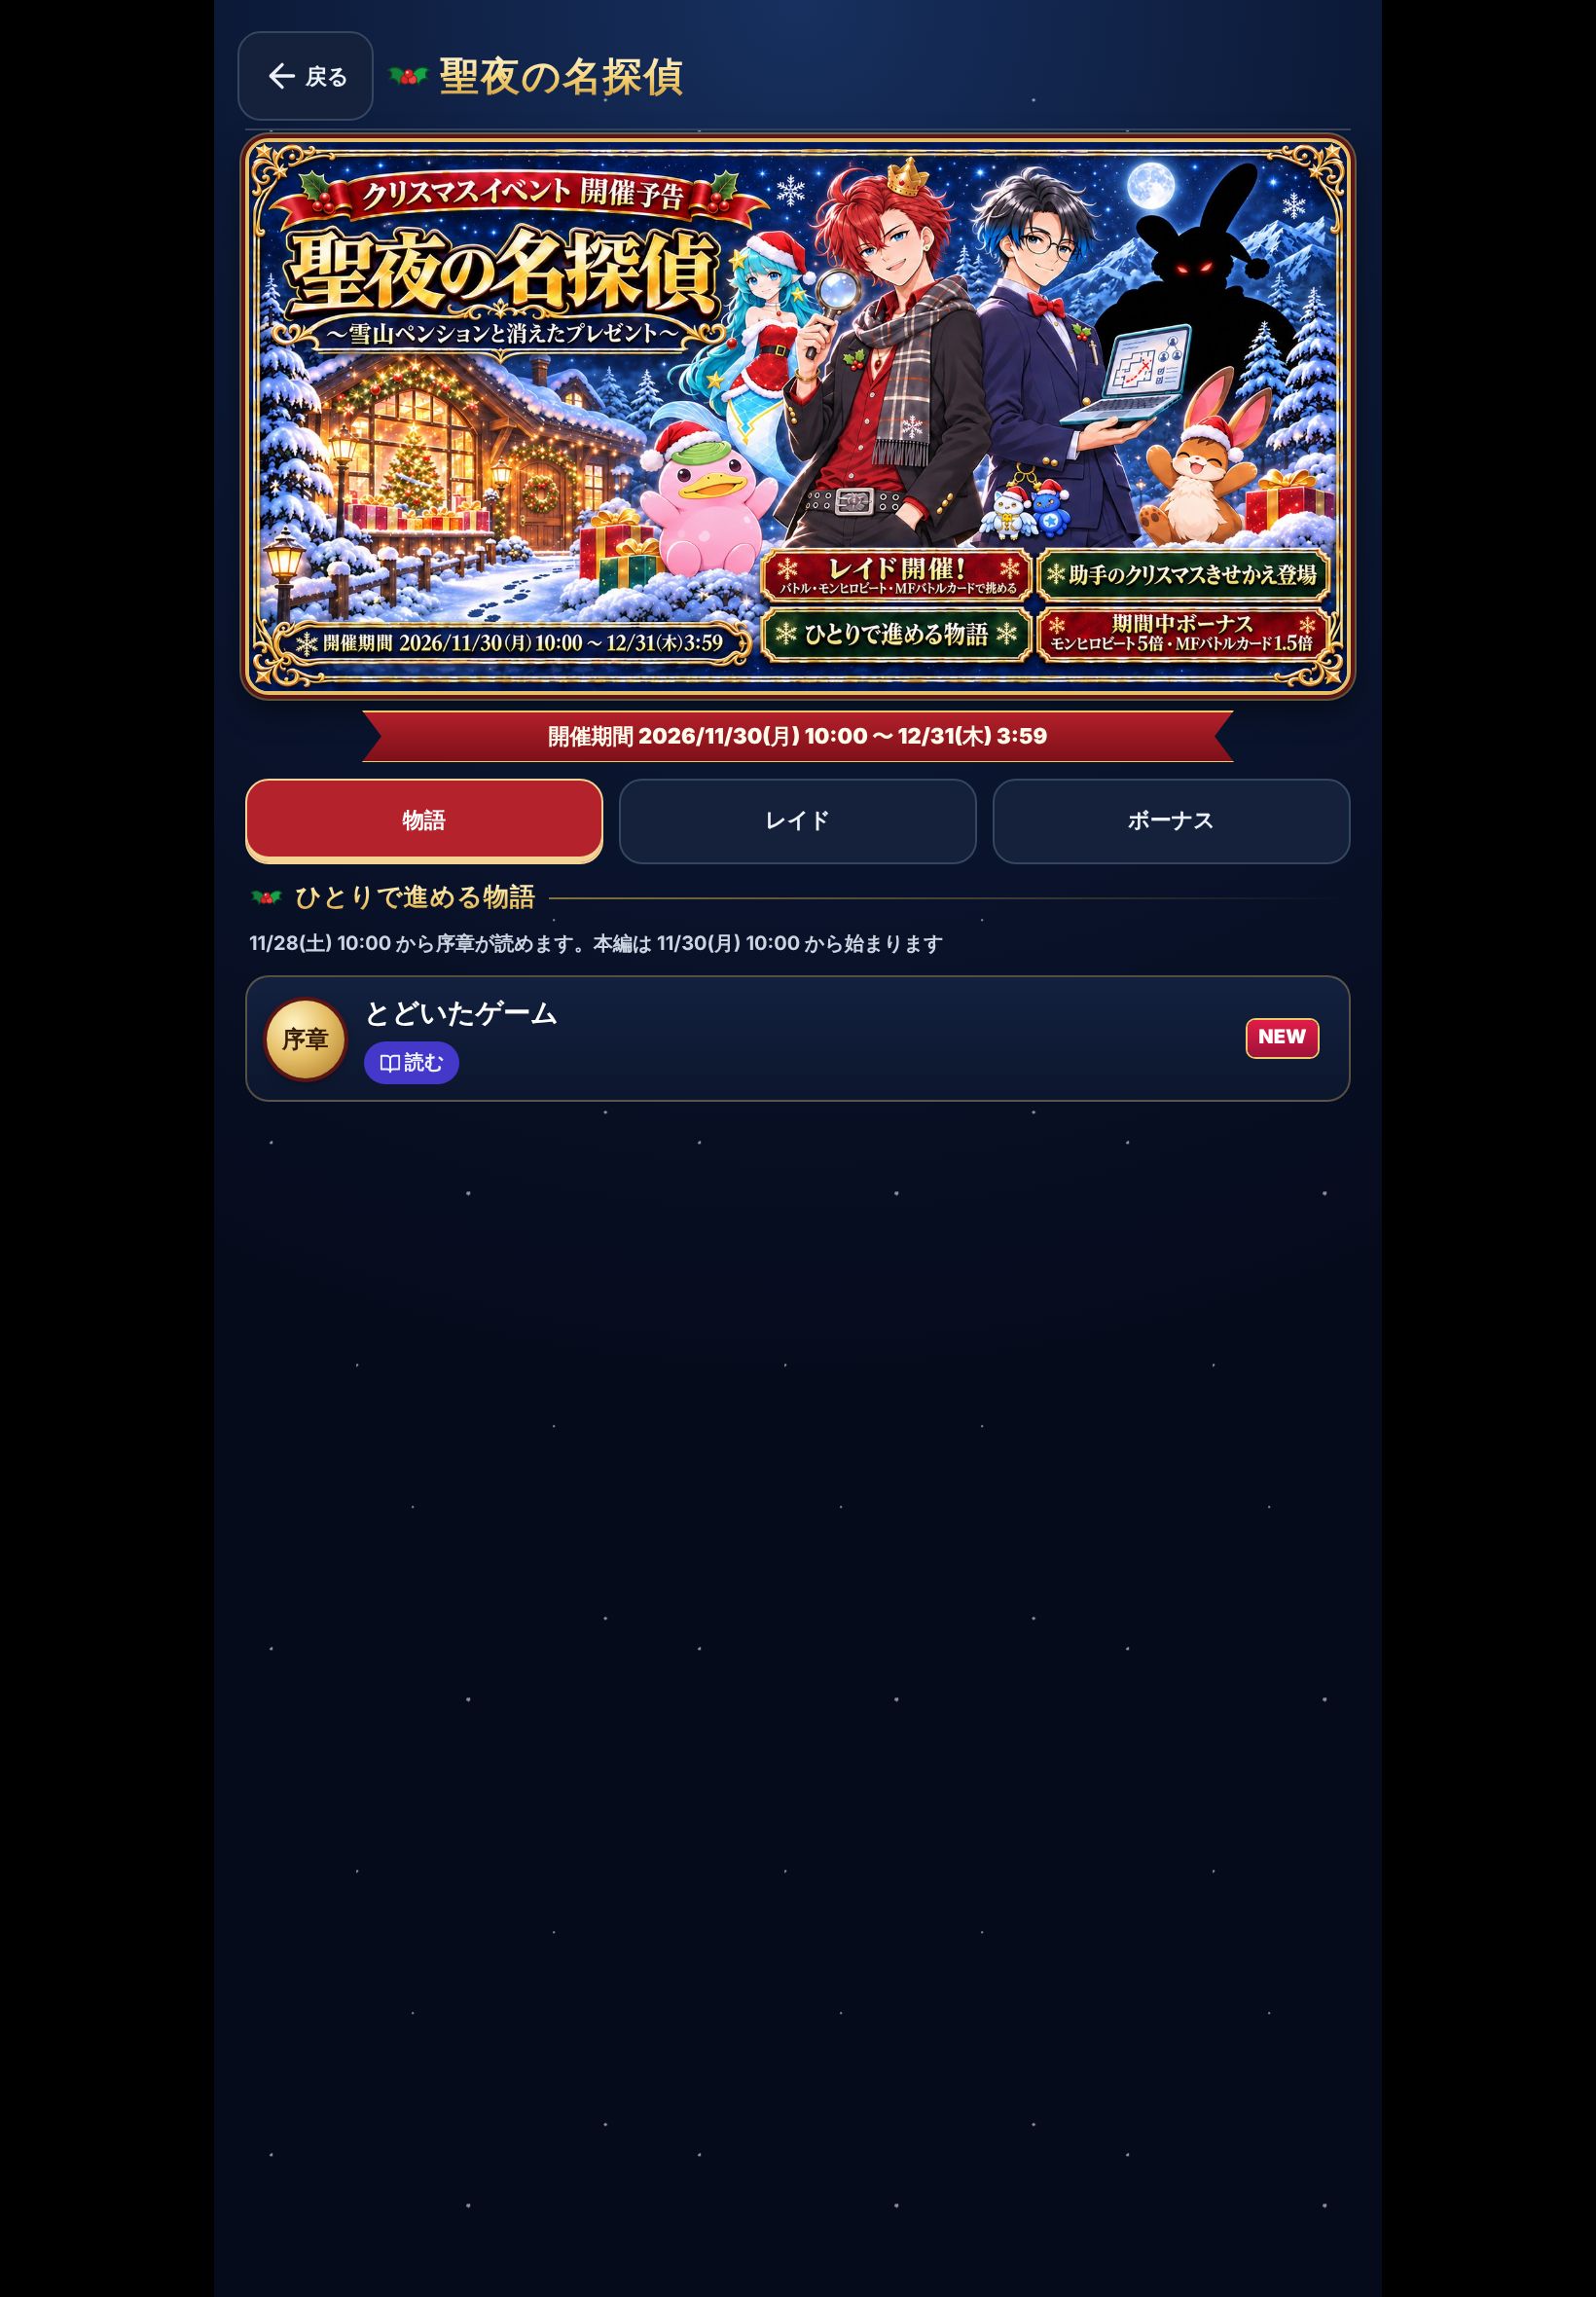 戻る
聖夜の名探偵
クリスマスイベント 開催予告
聖夜の名探偵
〜雪山ペンションと消えたプレゼント〜
レイド開催!
バトル・モンヒロビート・MFバトルカードで挑める
助手のクリスマスきせかえ登場
ひとりで進める物語
期間中ボーナス
モンヒロビート5倍・MFバトルカード1.5倍
開催期間 2026/11/30(月)10:00 〜 12/31(木)3:59
開催期間 2026/11/30(月) 10:00 〜 12/31(木) 3:59
物語
レイド
ボーナス
ひとりで進める物語
11/28(土) 10:00 から序章が読めます。本編は 11/30(月) 10:00 から始まります
序章
とどいたゲーム
読む
NEW